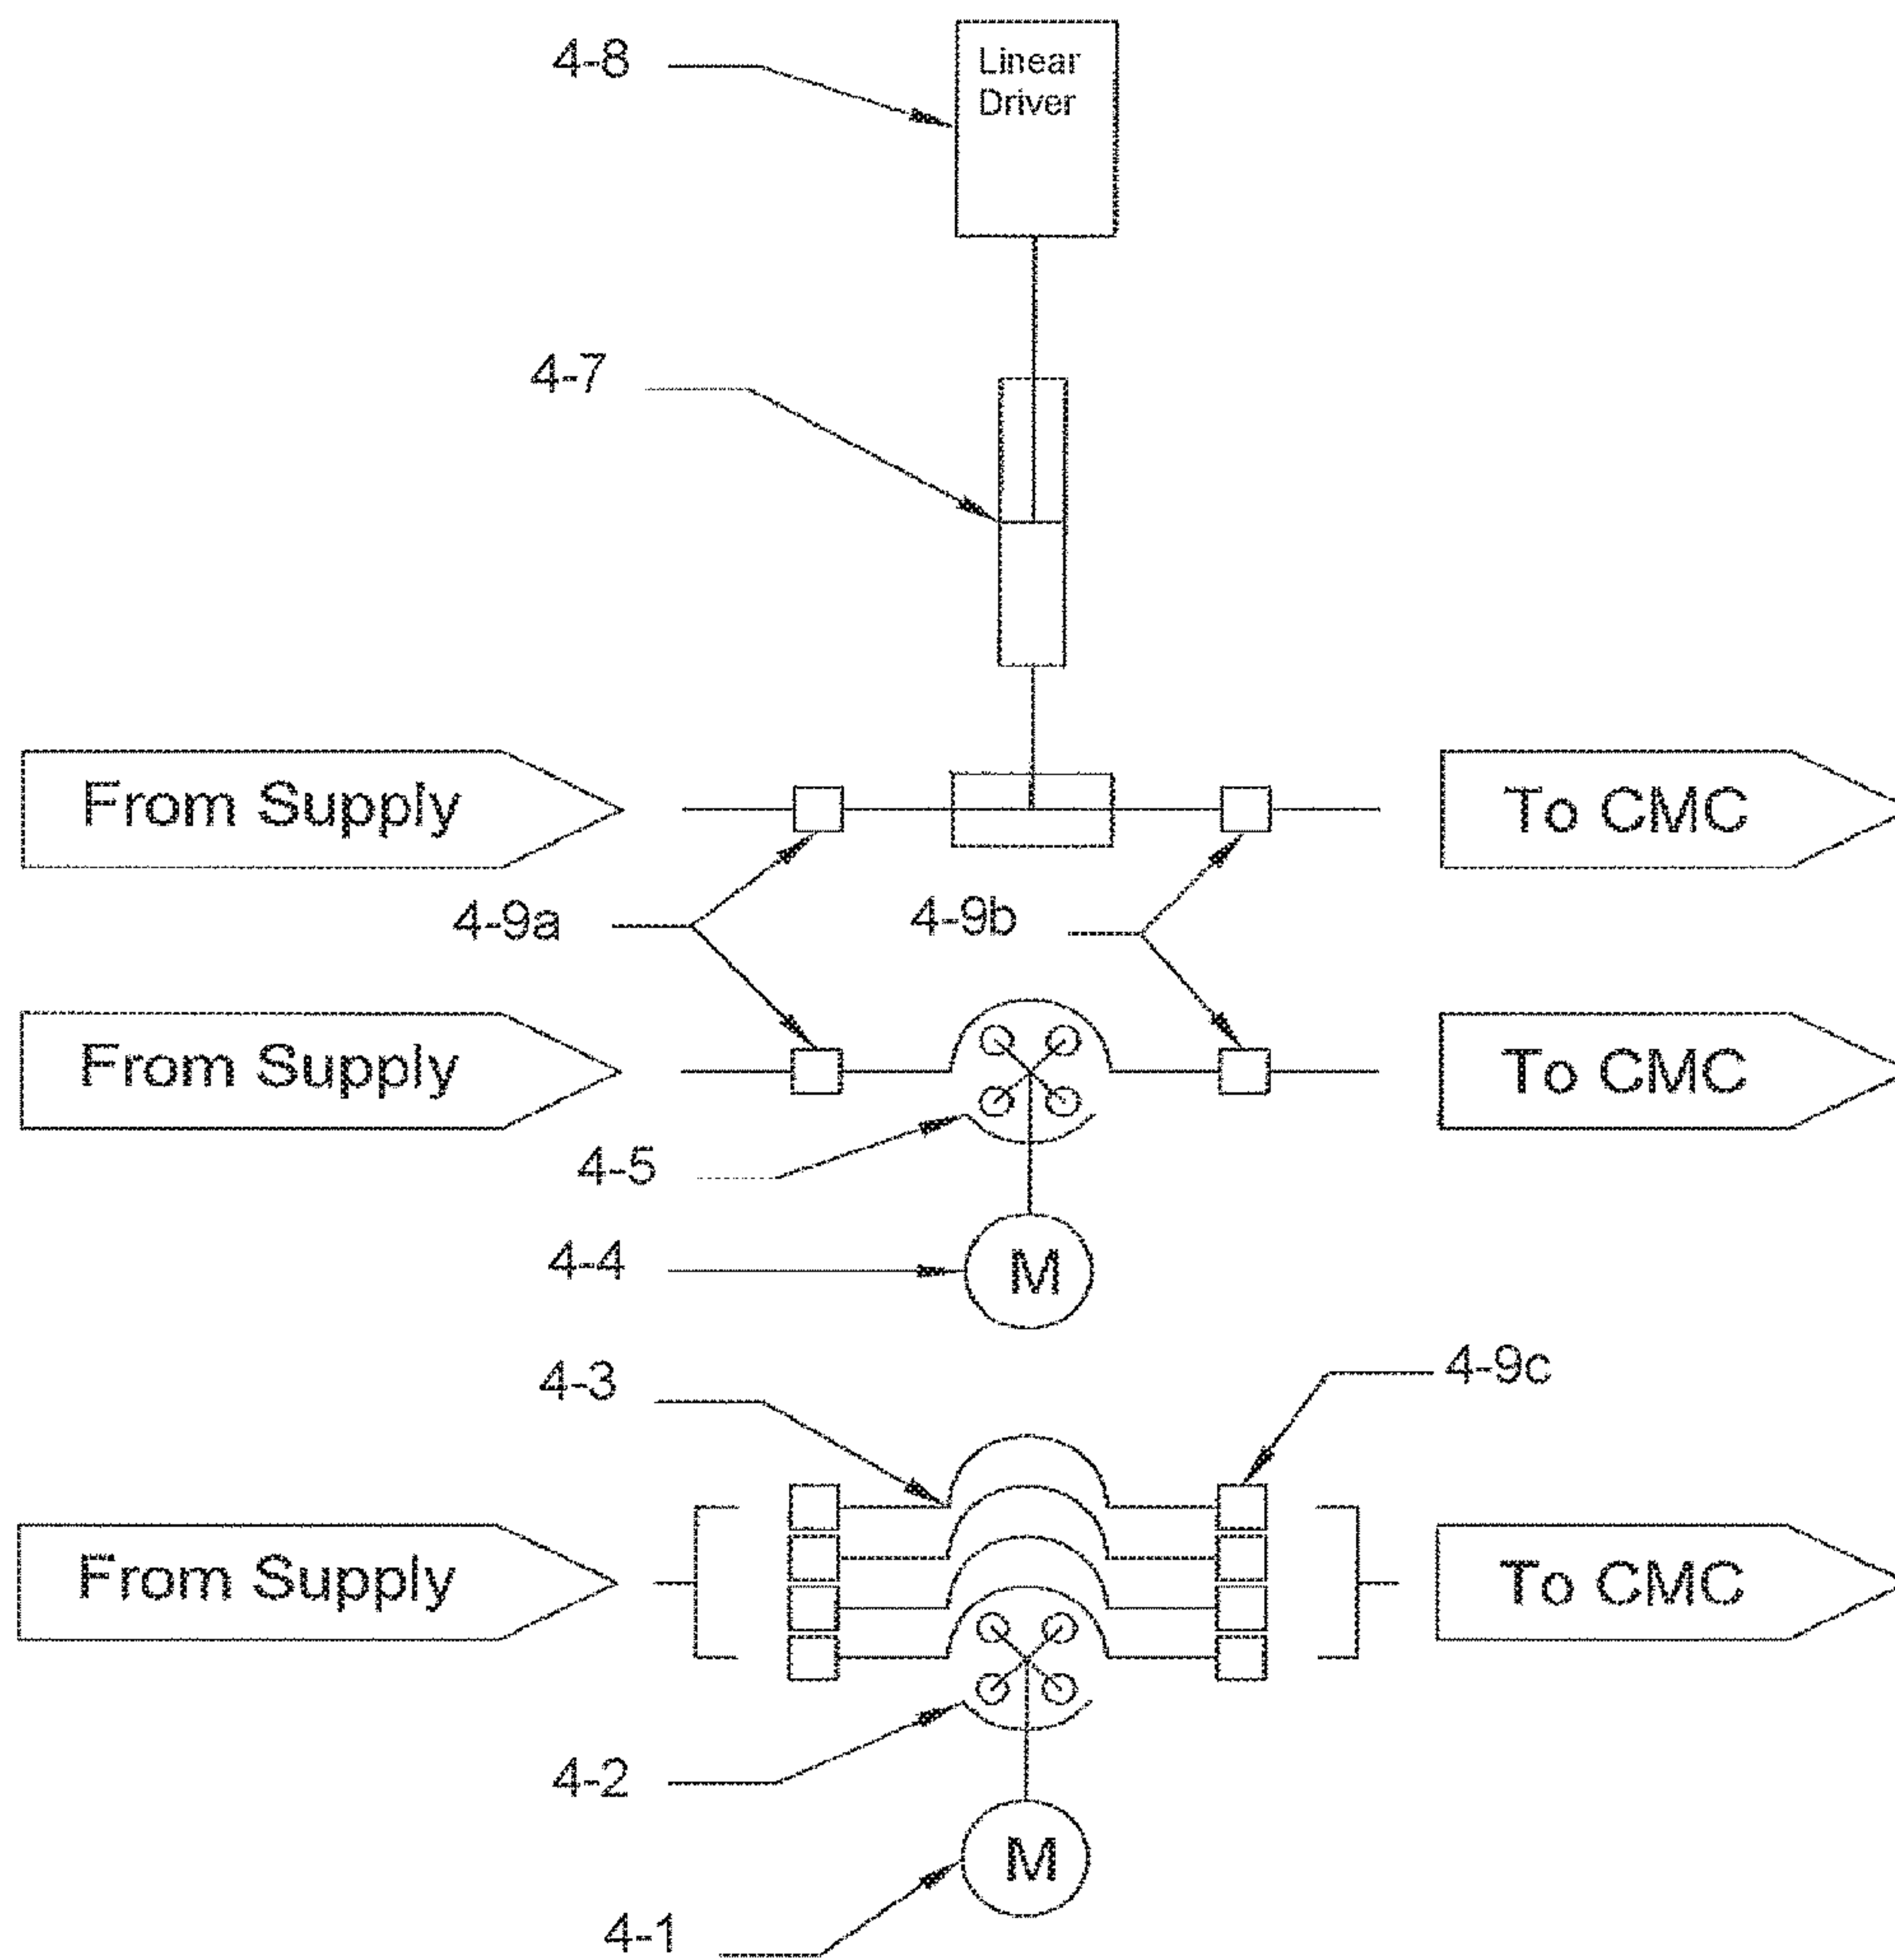 4-8
Linear
Driver
4-7
From Supply
To CMC
4-9a
4-9b
From Supply
To CMC
4-5
4-4
M
4-3
4-9c
From Supply
To CMC
4-2
M
4-1